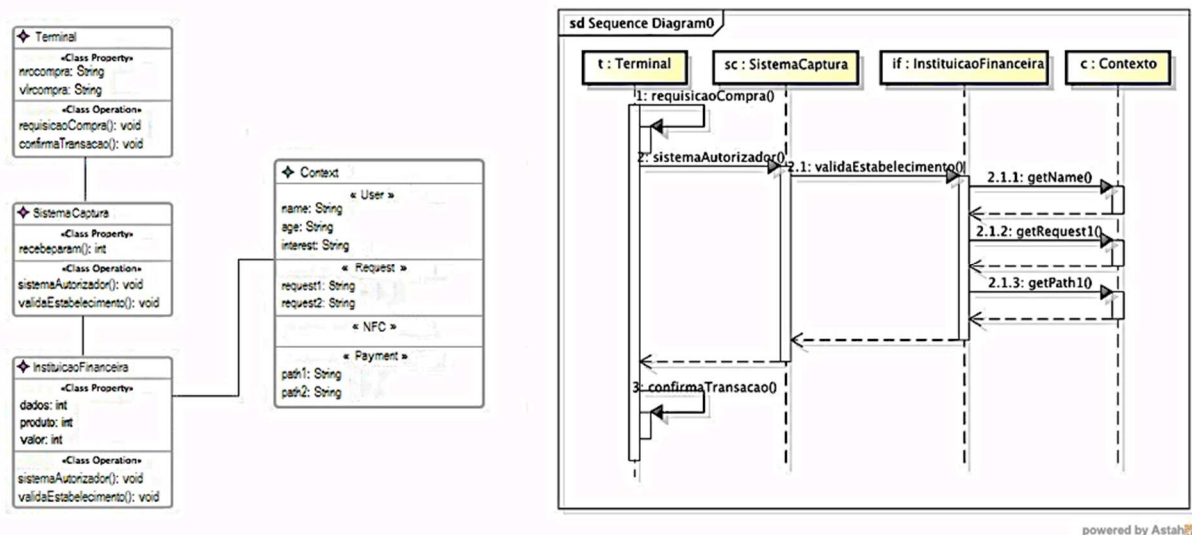 Terminal
«Class Property»
nrocompra: String
vlrcompra: String
«Class Operation»
requisicaoCompra(): void
confirmaTransacao(): void
SistemaCaptura
«Class Property»
recebeparam(): int
«Class Operation»
sistemaAutorizador(): void
validaEstabelecimento(): void
InstituicaoFinanceira
«Class Property»
dados: int
produto: int
valor: int
«Class Operation»
sistemaAutorizador(): void
validaEstabelecimento(): void
Context
« User »
name: String
age: String
interest: String
« Request »
request1: String
request2: String
« NFC »
« Payment »
path1: String
path2: String
sd Sequence Diagram0
t : Terminal
sc : SistemaCaptura
if : InstituicaoFinanceira
c : Contexto
1: requisicaoCompra()
2: sistemaAutorizador()
2.1: validaEstabelecimento()
2.1.1: getName()
2.1.2: getRequest1()
2.1.3: getPath1()
3: confirmaTransacao()
powered by Astah